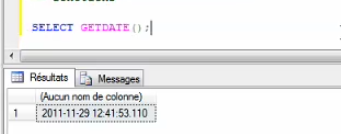 SELECT GETDATE();
Résultats Messages
(Aucun nom de colonne)
1 2011-11-29 12:41:53.110